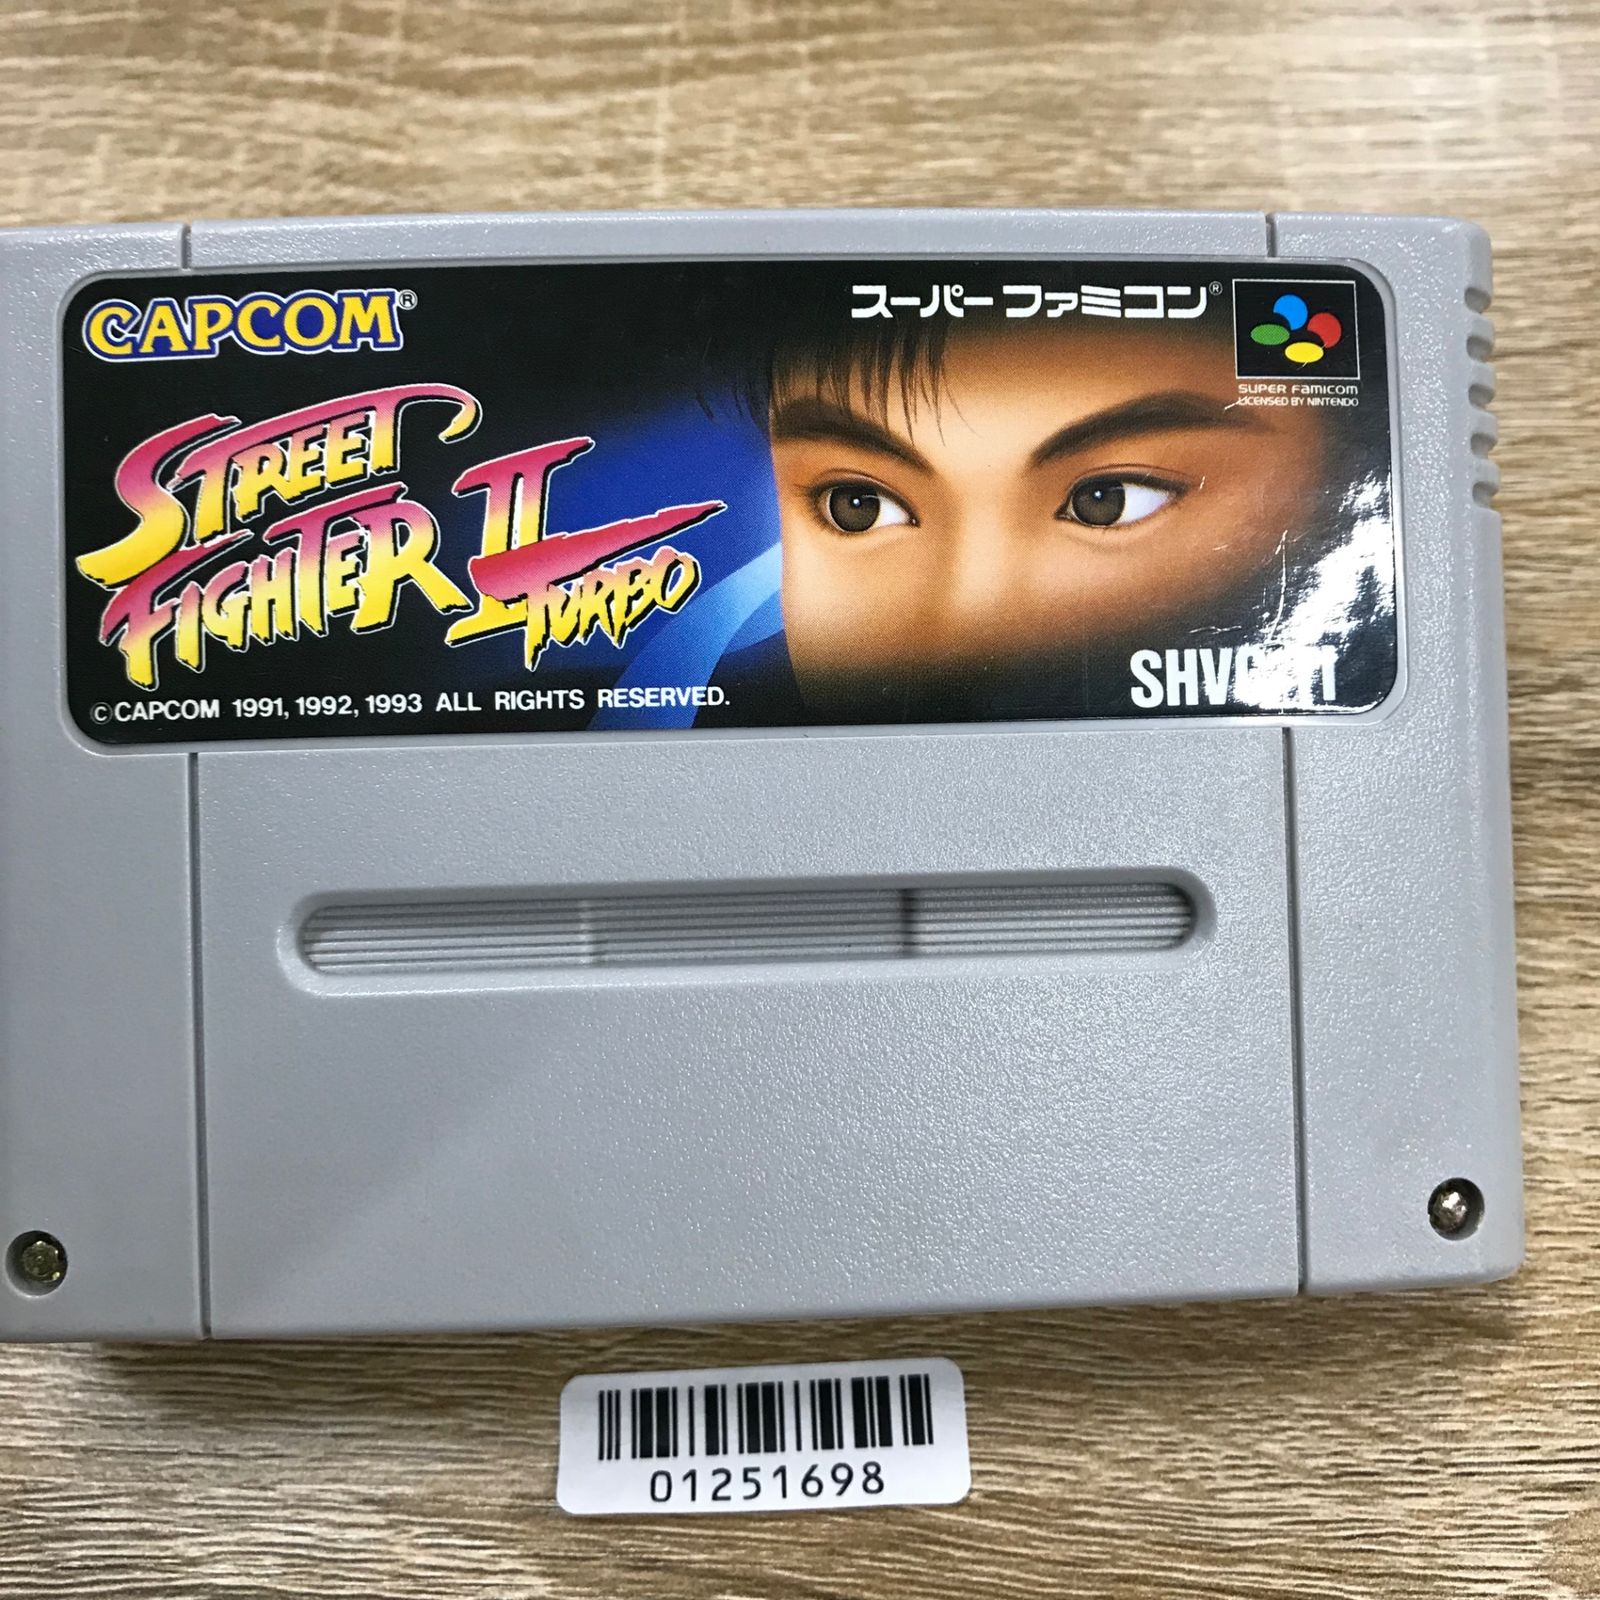 CAPCOM®
スーパーファミコン®
SUPER FAMICOM
LICENSED BY NINTENDO
STREET
FIGHTER II
TURBO
©CAPCOM 1991, 1992, 1993 ALL RIGHTS RESERVED.
01251698